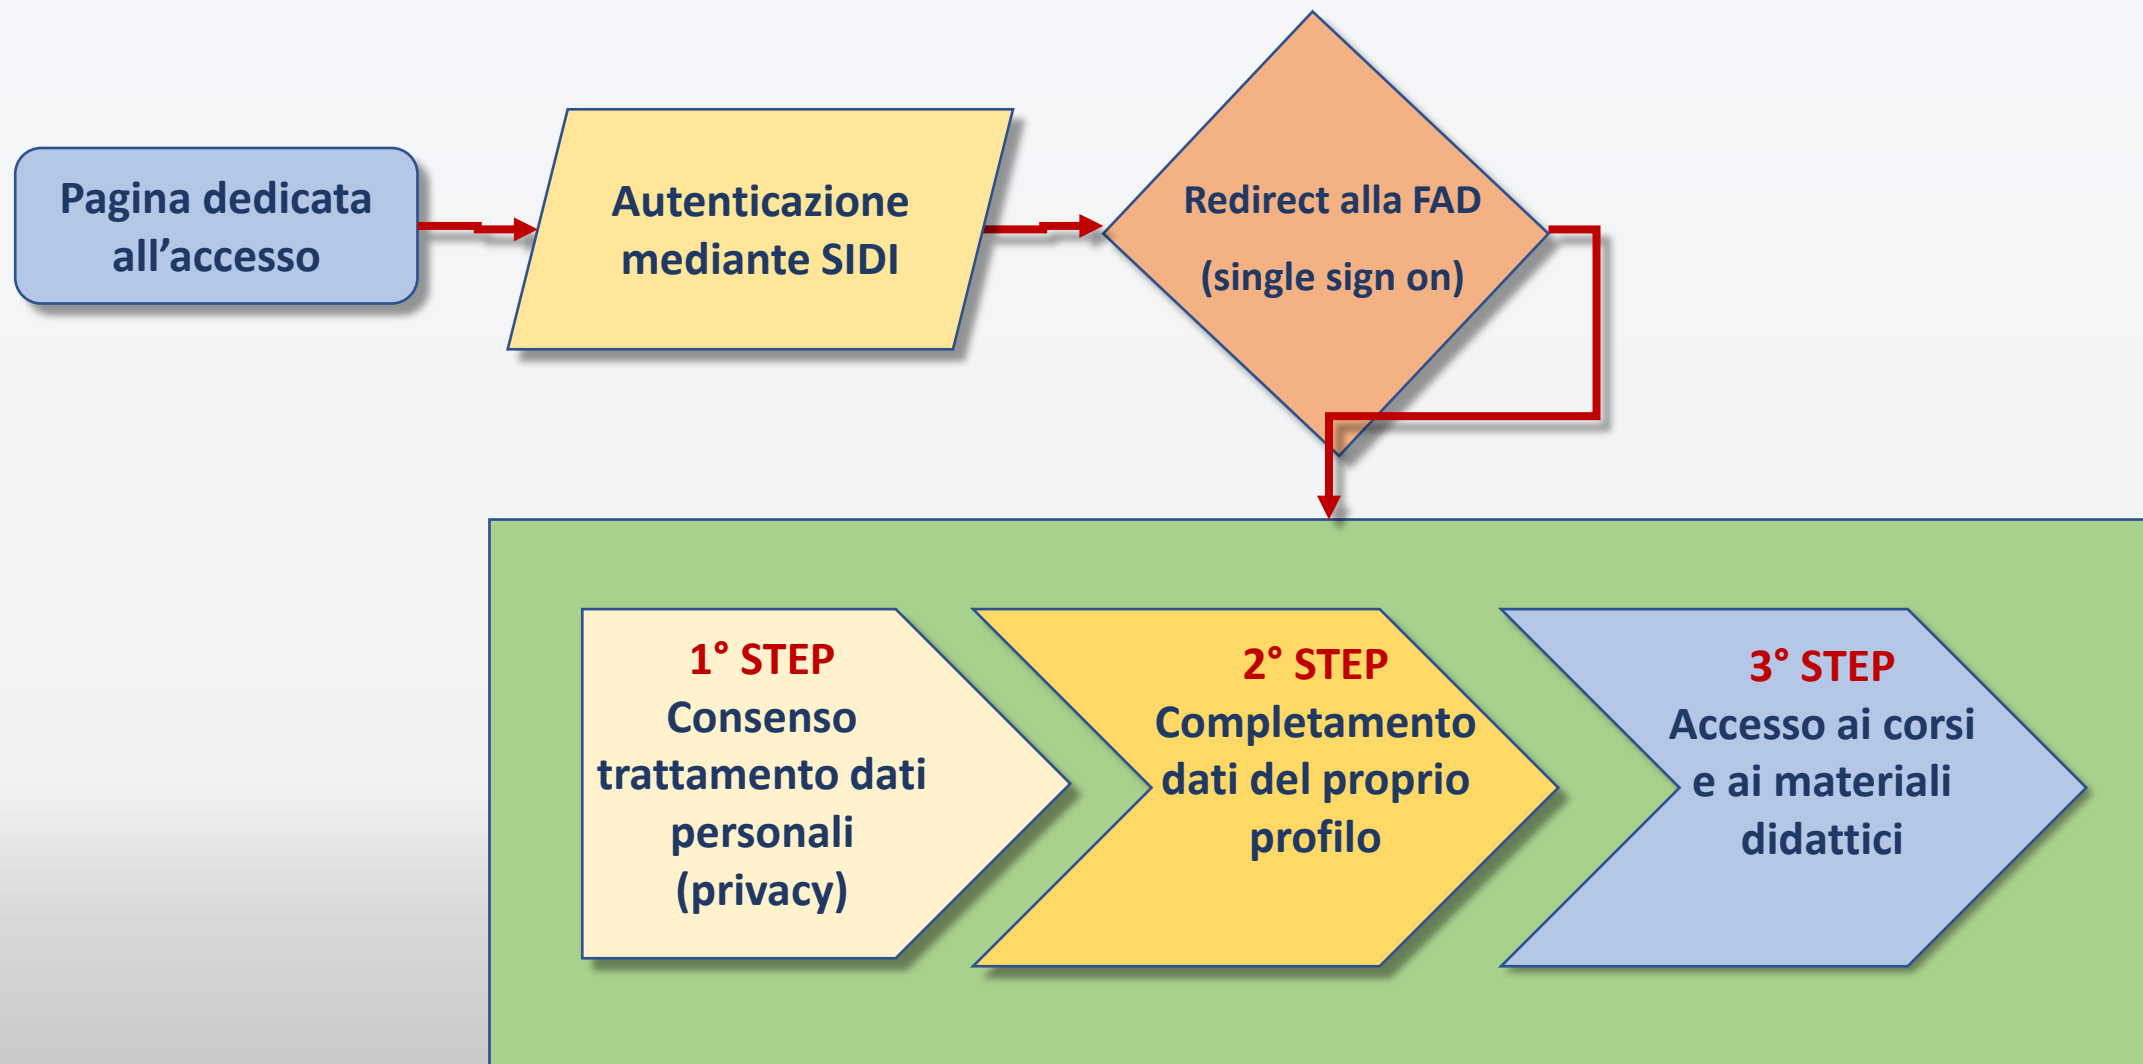 Pagina dedicata
all’accesso
Autenticazione
mediante SIDI
Redirect alla FAD
(single sign on)
1° STEP
Consenso
trattamento dati
personali
(privacy)
2° STEP
Completamento
dati del proprio
profilo
3° STEP
Accesso ai corsi
e ai materiali
didattici